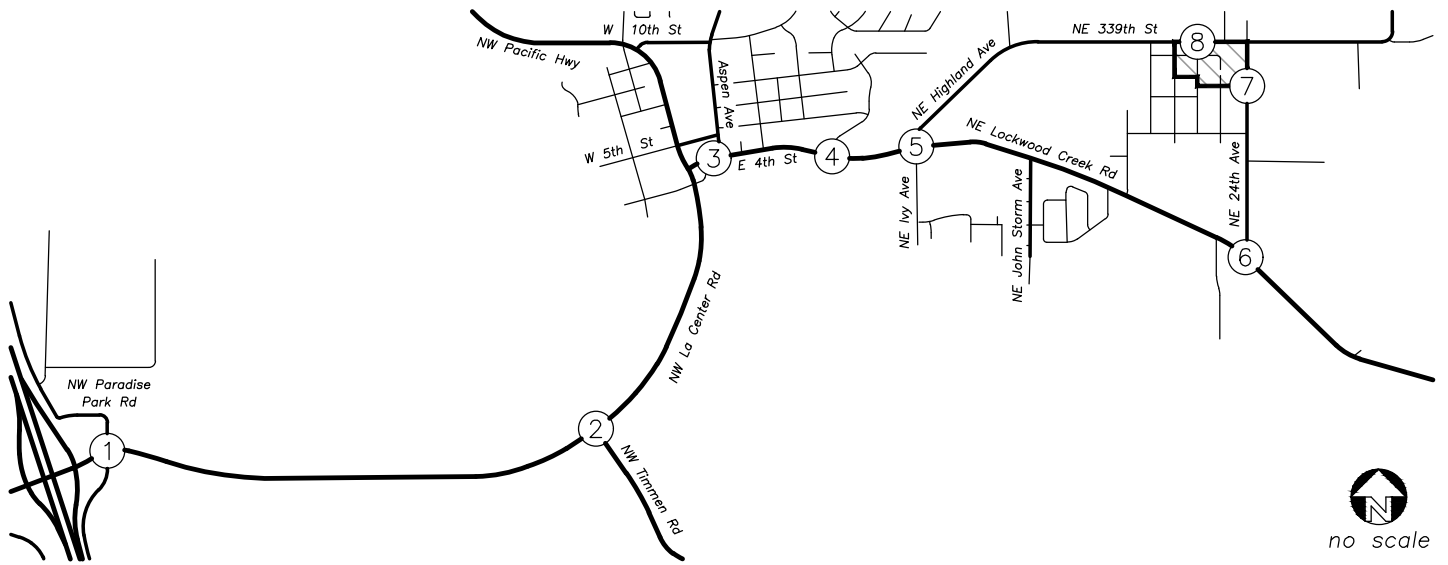 W 10th St
NW Pacific Hwy
NE 339th St
8
7
Aspen Ave
NE Highland Ave
W 5th St
3
E 4th St
4
5
NE Lockwood Creek Rd
NE Ivy Ave
NE John Storm Ave
NE 24th Ave
6
NW La Center Rd
NW Paradise
Park Rd
1
2
NW Timmen Rd
N
no scale